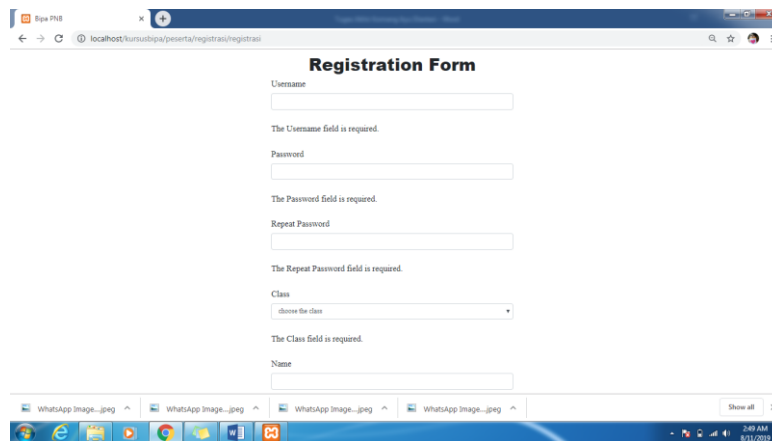 Bipa PNB
localhost/kursusbipa/peserta/registrasi/registrasi
Registration Form
Username
The Username field is required.
Password
The Password field is required.
Repeat Password
The Repeat Password field is required.
Class
choose the class
The Class field is required.
Name
WhatsApp Image....jpeg
WhatsApp Image....jpeg
WhatsApp Image....jpeg
WhatsApp Image....jpeg
Show all
2:49 AM
8/11/2019